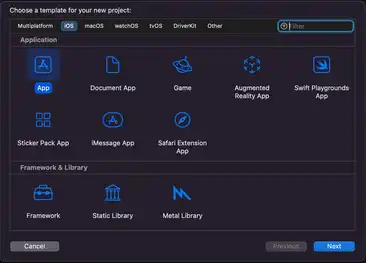 Choose a template for your new project:
Multiplatform iOS macOS watchOS tvOS DriverKit Other Filter
Application
App Document App Game Augmented Reality App Swift Playgrounds App
Sticker Pack App iMessage App Safari Extension App
Framework & Library
Framework Static Library Metal Library
Cancel Previous Next